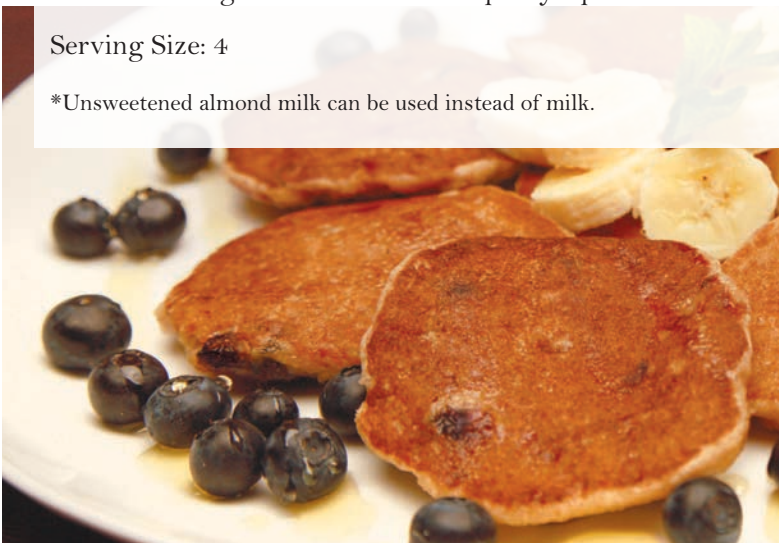 Serving Size: 4
*Unsweetened almond milk can be used instead of milk.